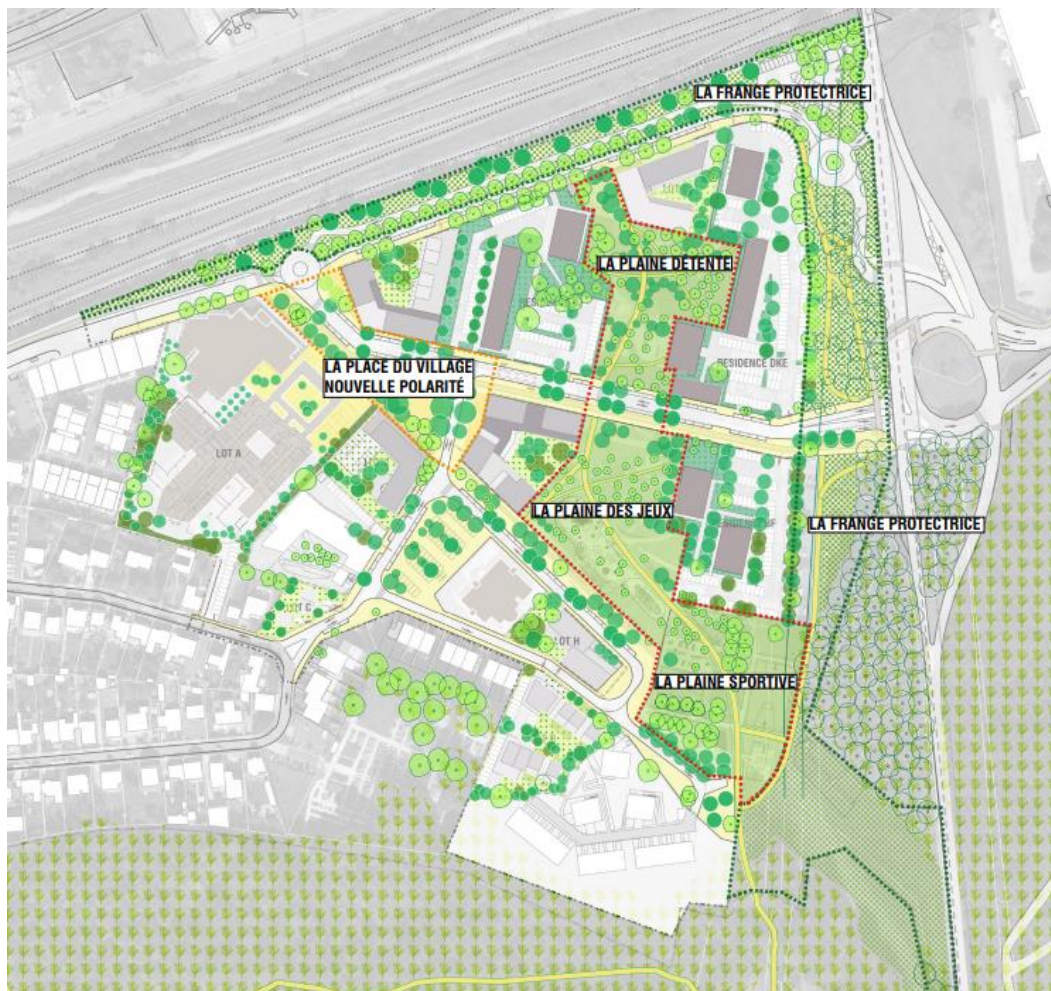 LA FRANGE PROTECTRICE
LA PLAINE DÉTENTE
RESIDENCE DKE
LA PLACE DU VILLAGE
NOUVELLE POLARITÉ
LOT A
LA PLAINE DES JEUX
LA FRANGE PROTECTRICE
LOT H
LA PLAINE SPORTIVE